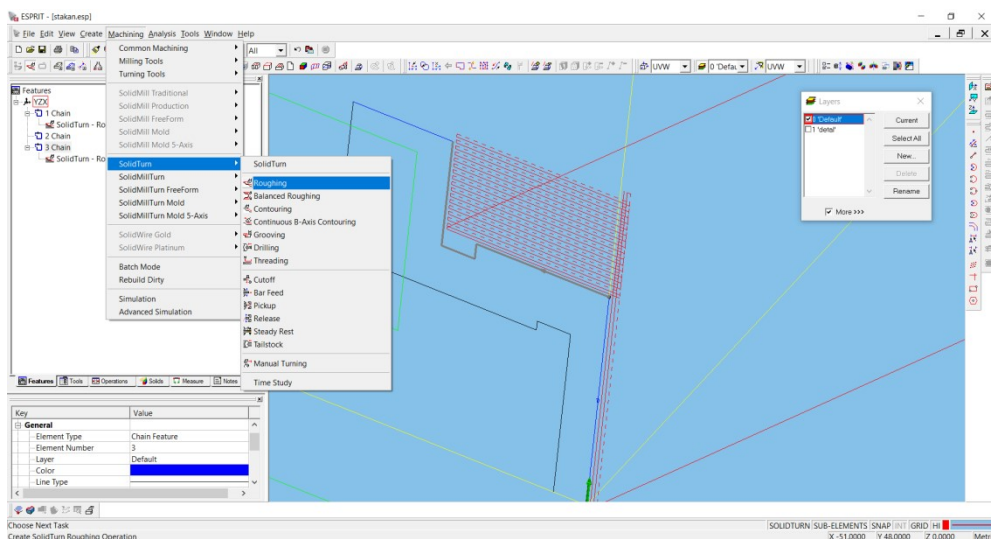 ESPRIT - [stakan.esp]
File Edit View Create Machining Analysis Tools Window Help
All
UVW 0 'Defau UVW
Features
YZX
1 Chain
SolidTurn - Ro
2 Chain
3 Chain
SolidTurn - Ro
Common Machining
Milling Tools
Turning Tools
SolidMill Traditional
SolidMill Production
SolidMill FreeForm
SolidMill Mold
SolidMill Mold 5-Axis
SolidTurn
SolidMillTurn
SolidMillTurn FreeForm
SolidMillTurn Mold
SolidMillTurn Mold 5-Axis
SolidWire Gold
SolidWire Platinum
Batch Mode
Rebuild Dirty
Simulation
Advanced Simulation
SolidTurn
Roughing
Balanced Roughing
Contouring
Continuous B-Axis Contouring
Grooving
Drilling
Threading
Cutoff
Bar Feed
Pickup
Release
Steady Rest
Tailstock
Manual Turning
Time Study
Layers
0 'Default'
1 'detal'
Current
Select All
New...
Delete
Rename
More >>>
Features Tools Operations Solids Measure Notes
Key Value
General
Element Type Chain Feature
Element Number 3
Layer Default
Color
Line Type
Choose Next Task
SOLIDTURN SUB-ELEMENTS SNAP INT GRID HI
Create SolidTurn Roughing Operation
X -51.0000 Y 48.0000 Z 0.0000 Metr